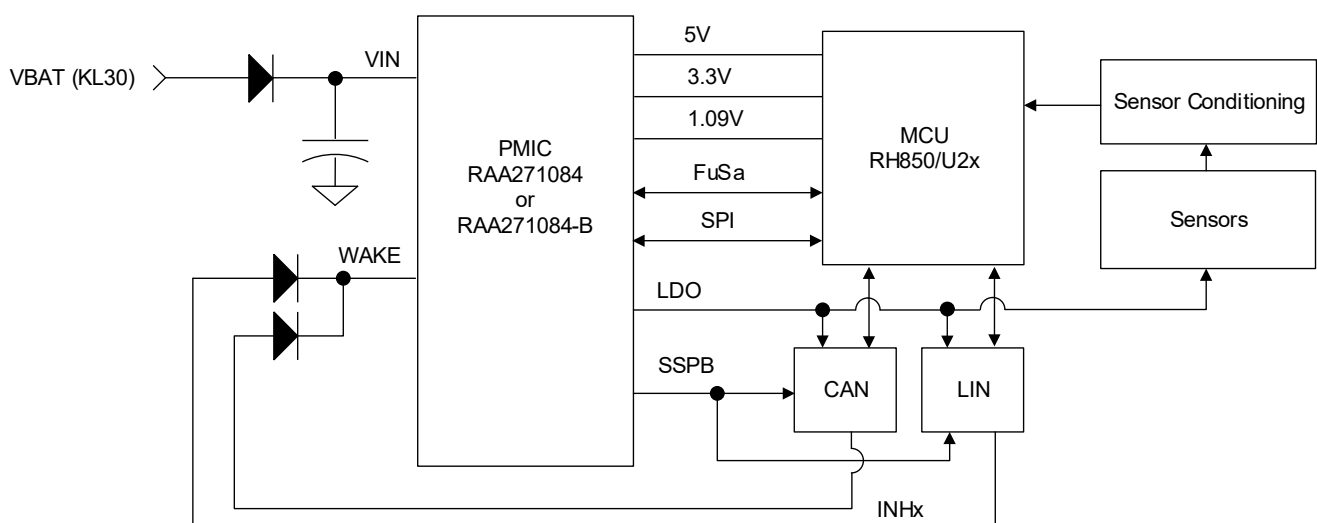 VBAT (KL30)
VIN
WAKE
PMIC
RAA271084
or
RAA271084-B
5V
3.3V
1.09V
FuSa
SPI
LDO
SSPB
MCU
RH850/U2x
Sensor Conditioning
Sensors
CAN
LIN
INHx